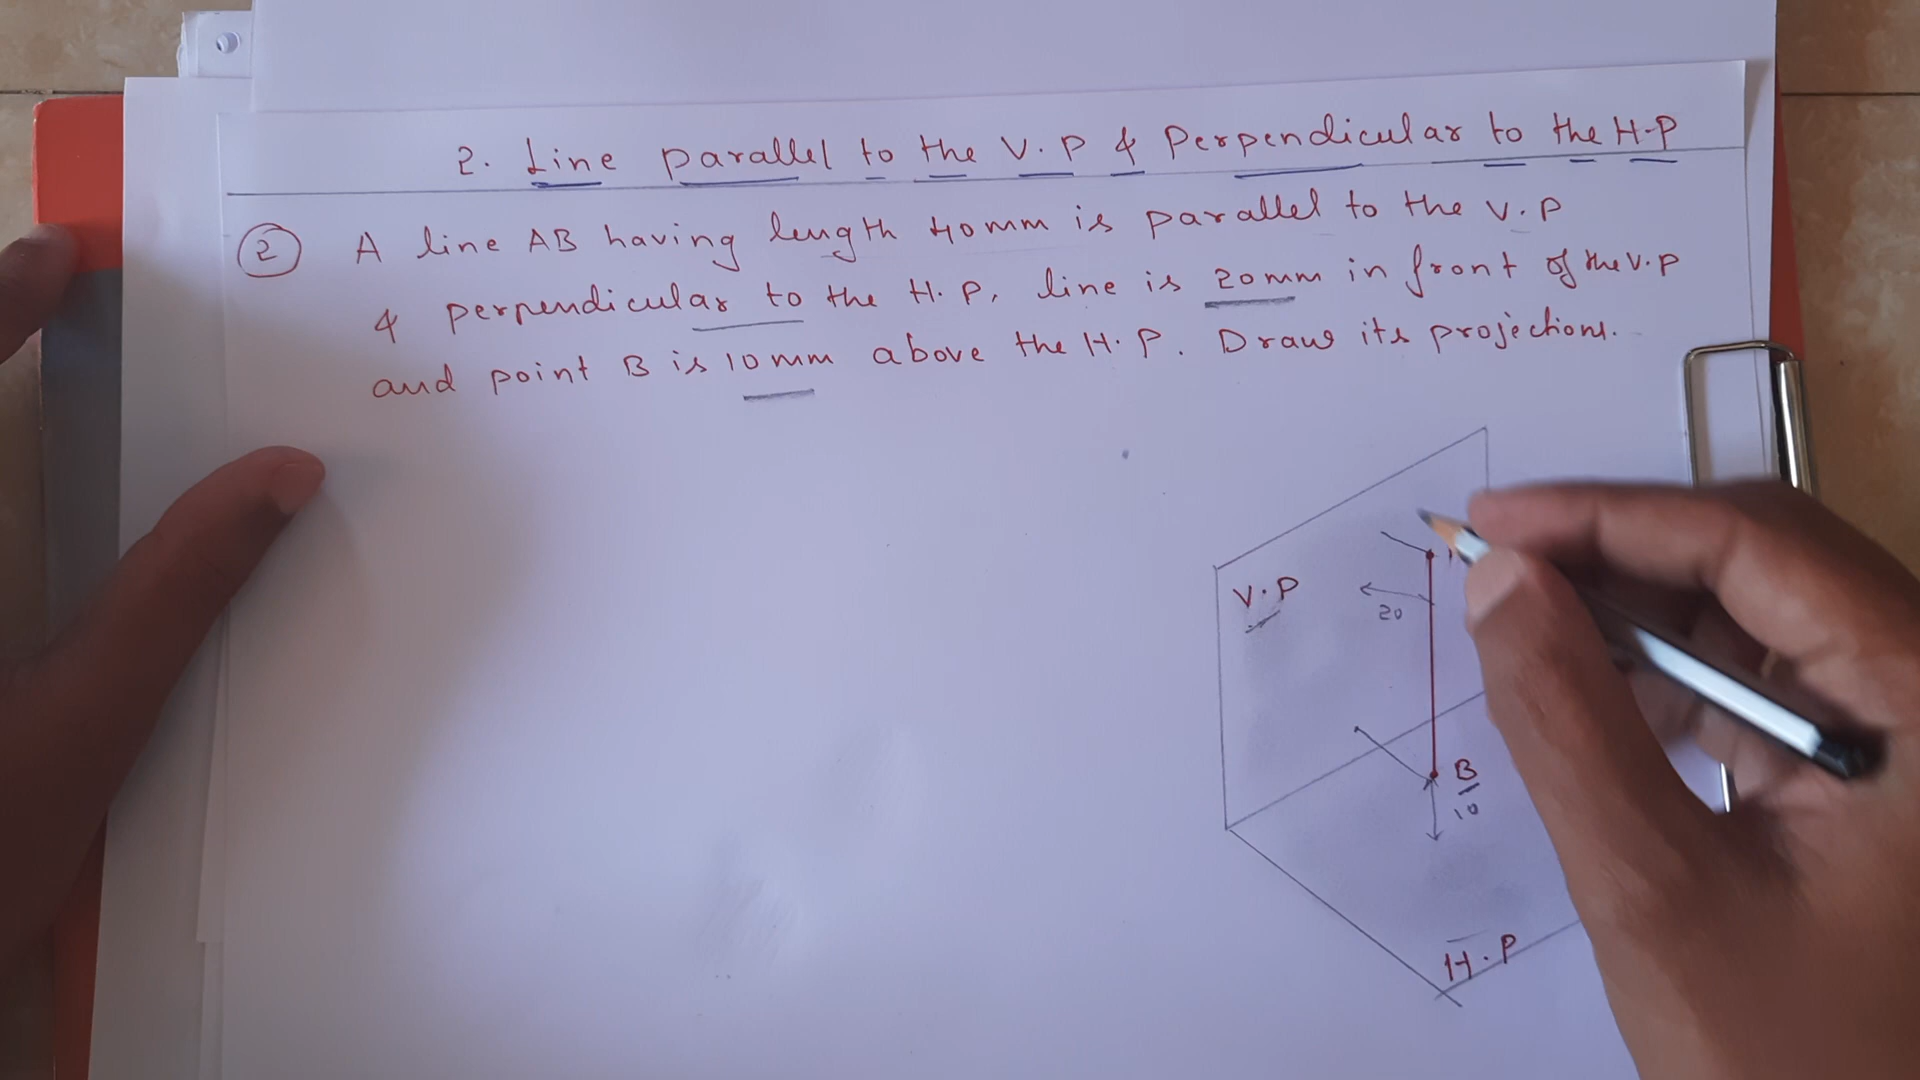 2. Line parallel to the V.P & Perpendicular to the H.P
② A line AB having length 40mm is parallel to the V.P
& perpendicular to the H.P, line is 20mm in front of the V.P
and point B is 10mm above the H.P. Draw its projections.
V.P
20
B
10
H.P